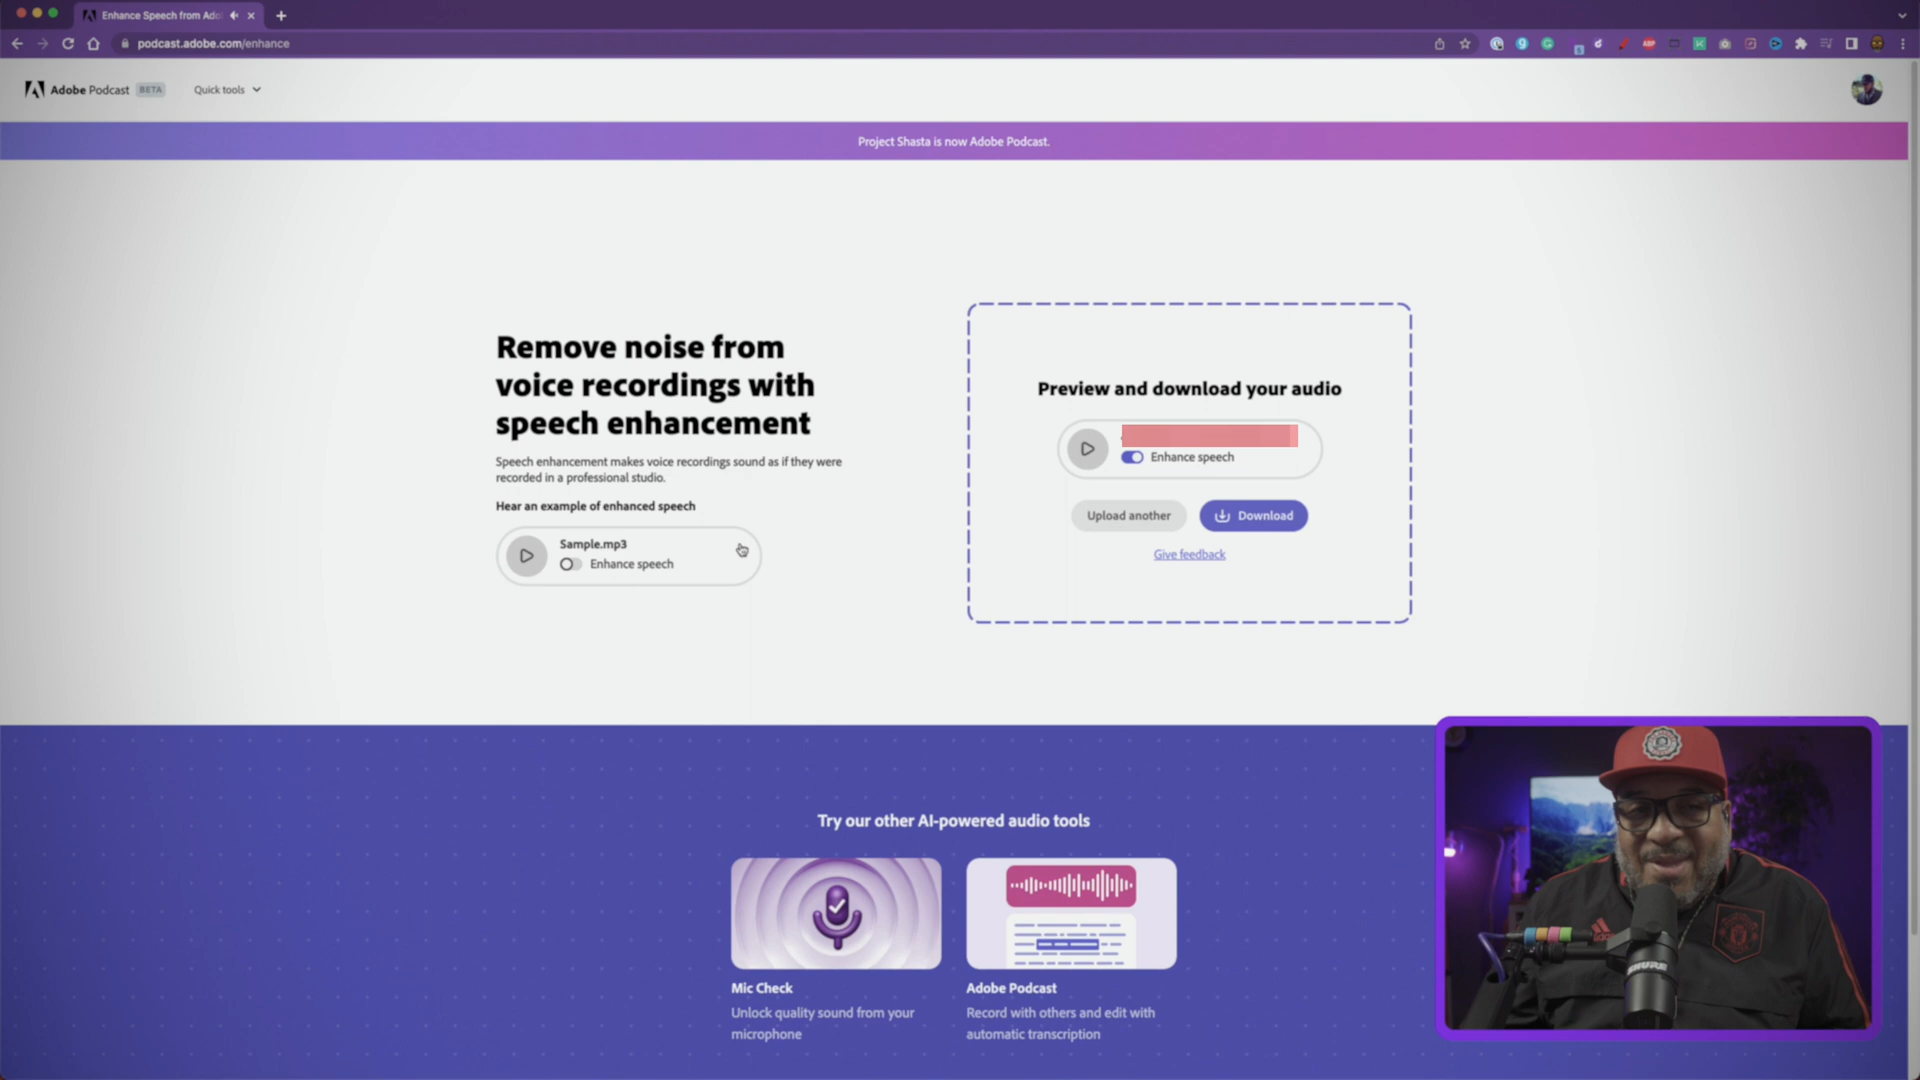 Enhance Speech from Ado
podcast.adobe.com/enhance
ABP
Adobe Podcast BETA
Quick tools
Project Shasta is now Adobe Podcast.
Remove noise from
voice recordings with
speech enhancement
Speech enhancement makes voice recordings sound as if they were
recorded in a professional studio.
Hear an example of enhanced speech
Sample.mp3
Enhance speech
Preview and download your audio
Enhance speech
Upload another
Download
Give feedback
Try our other AI-powered audio tools
Mic Check
Unlock quality sound from your
microphone
Adobe Podcast
Record with others and edit with
automatic transcription
SHURE